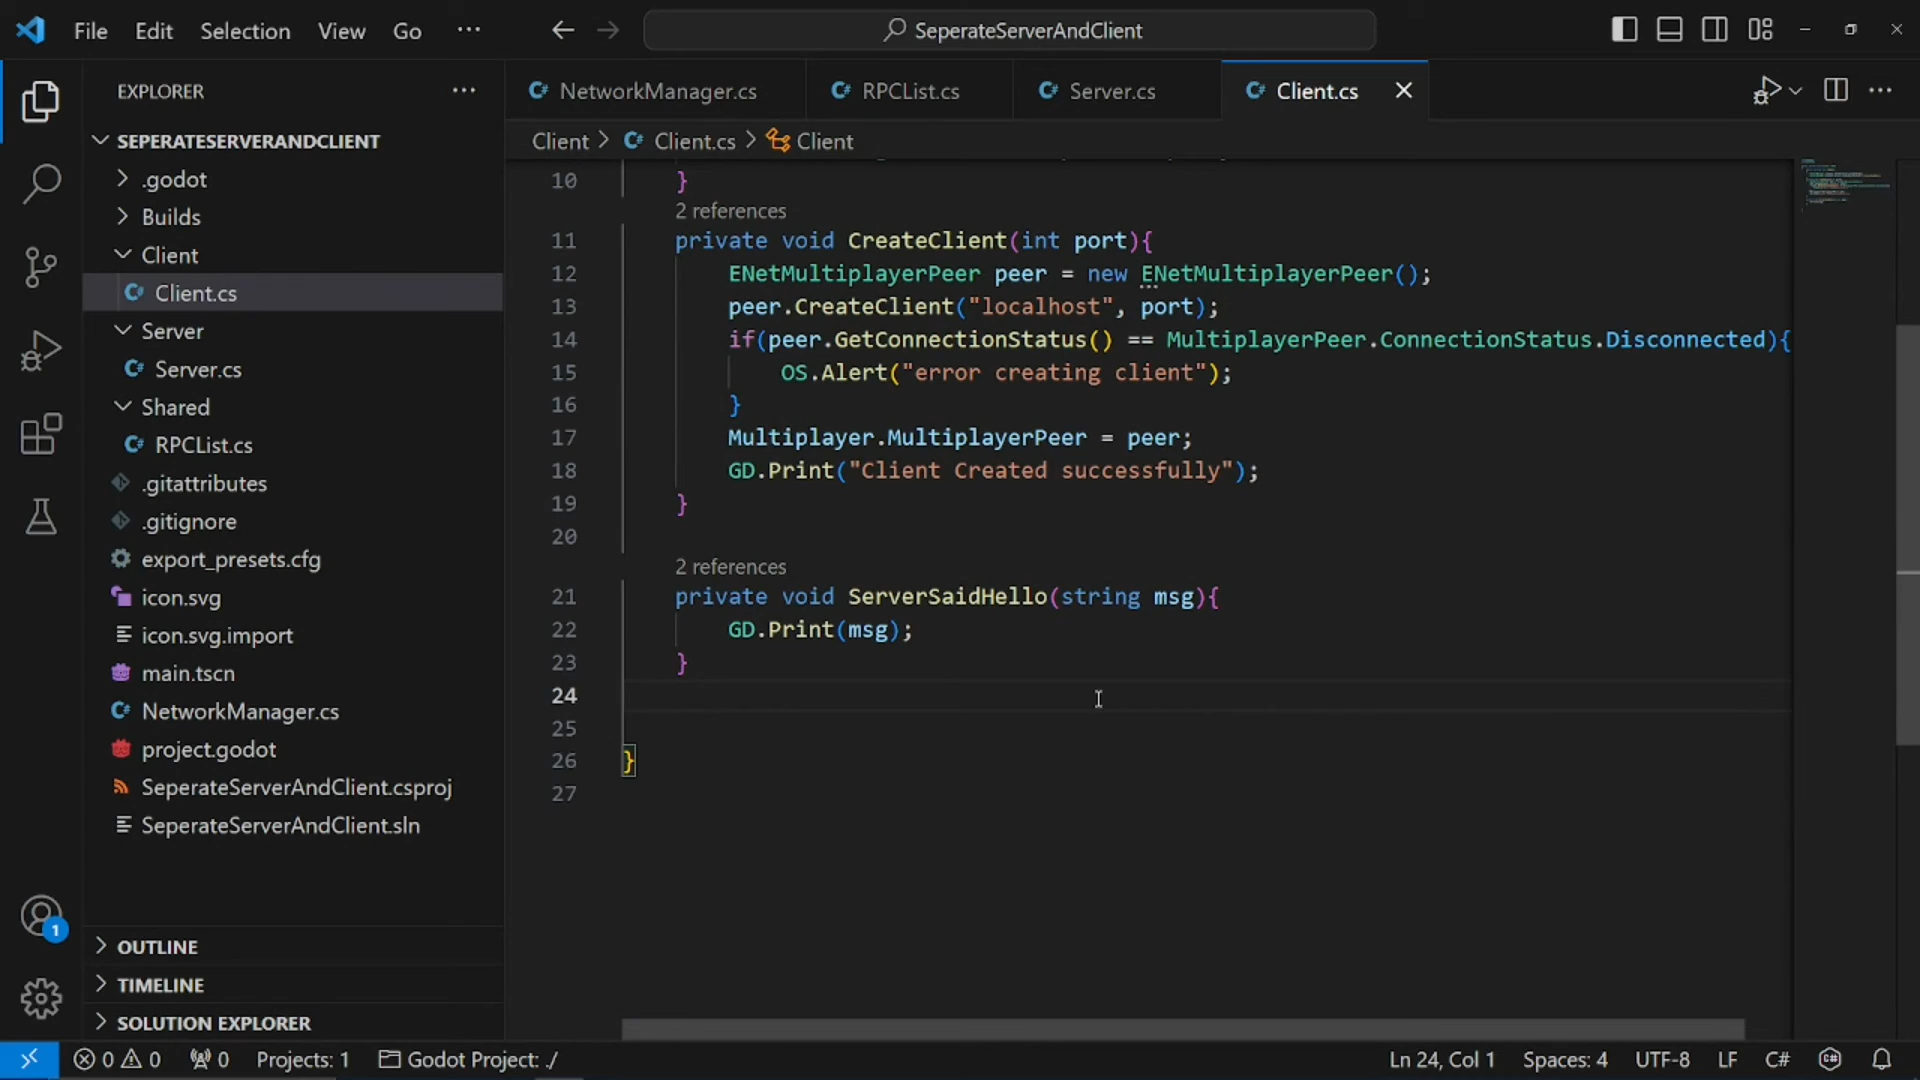 File Edit Selection View Go ··· SeperateServerAndClient
EXPLORER ···
SEPERATESERVERANDCLIENT
.godot
Builds
Client
Client.cs
Server
Server.cs
Shared
RPCList.cs
.gitattributes
.gitignore
export_presets.cfg
icon.svg
icon.svg.import
main.tscn
NetworkManager.cs
project.godot
SeperateServerAndClient.csproj
SeperateServerAndClient.sln
OUTLINE
TIMELINE
SOLUTION EXPLORER
1
NetworkManager.cs RPCList.cs Server.cs Client.cs
Client > Client.cs > Client
10 }
2 references
11 private void CreateClient(int port){
12 ENetMultiplayerPeer peer = new ENetMultiplayerPeer();
13 peer.CreateClient("localhost", port);
14 if(peer.GetConnectionStatus() == MultiplayerPeer.ConnectionStatus.Disconnected){
15 OS.Alert("error creating client");
16 }
17 Multiplayer.MultiplayerPeer = peer;
18 GD.Print("Client Created successfully");
19 }
20
2 references
21 private void ServerSaidHello(string msg){
22 GD.Print(msg);
23 }
24
25
26 }
27
0 0 0 Projects: 1 Godot Project: ./ Ln 24, Col 1 Spaces: 4 UTF-8 LF C#